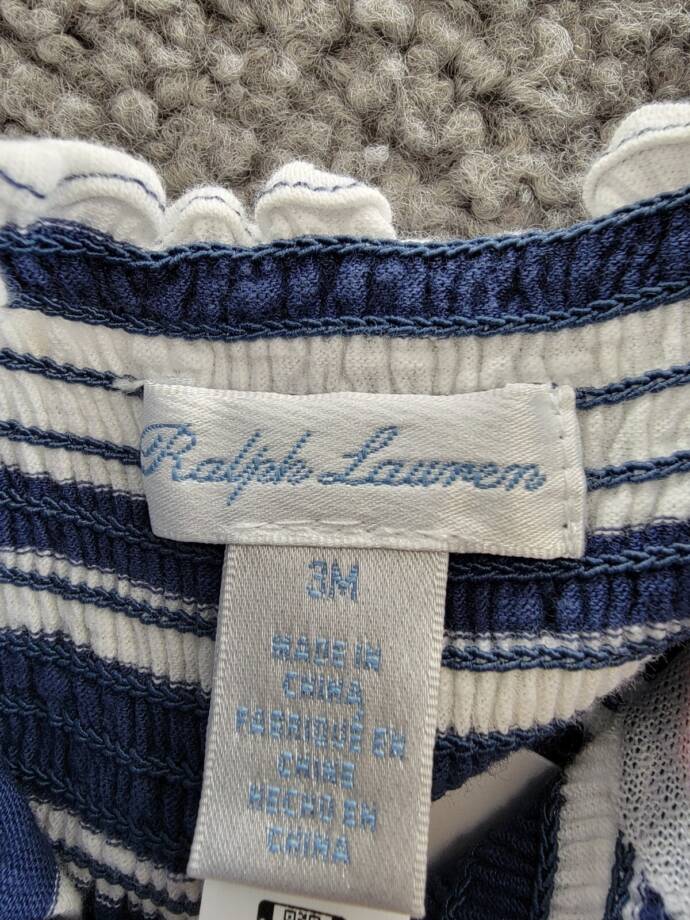 Ralph Lauren
3M
MADE IN
CHINA
FABRIQUÉ EN
CHINE
HECHO EN
CHINA